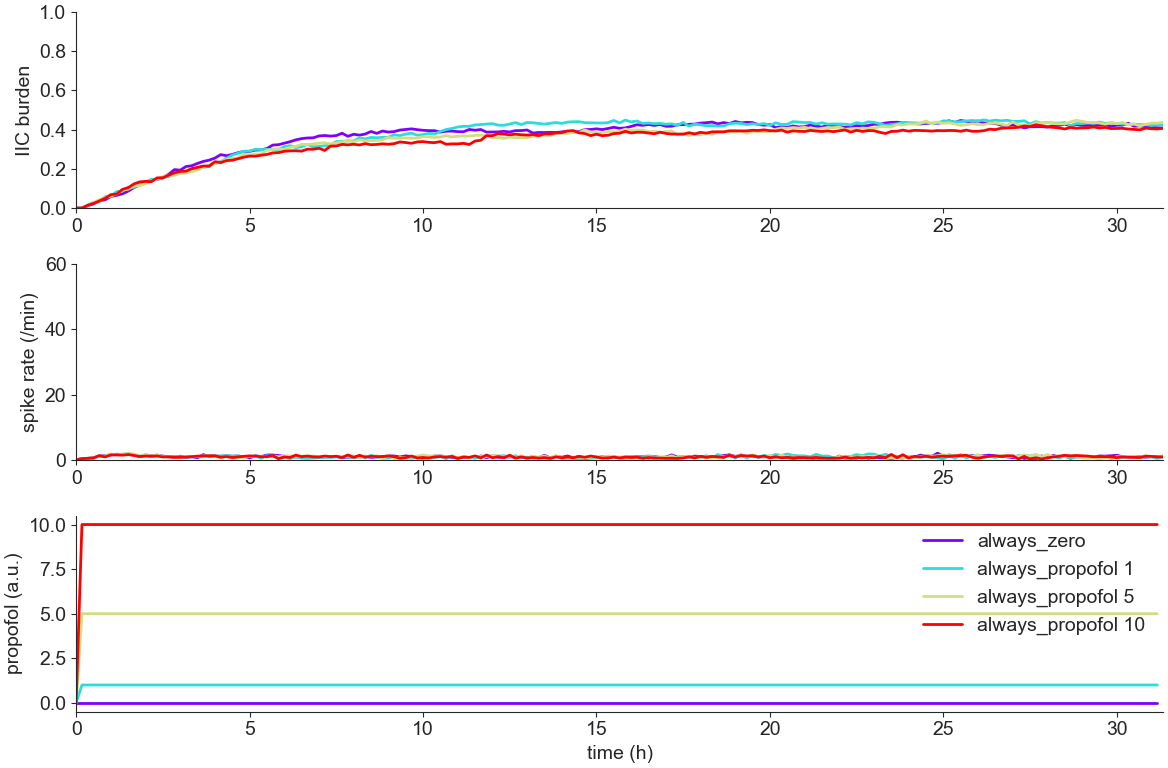 IIC burden
1.0
0.8
0.6
0.4
0.2
0.0
0 5 10 15 20 25 30
spike rate (/min)
60
40
20
0
0 5 10 15 20 25 30
propofol (a.u.)
10.0
7.5
5.0
2.5
0.0
always_zero
always_propofol 1
always_propofol 5
always_propofol 10
0 5 10 15 20 25 30
time (h)